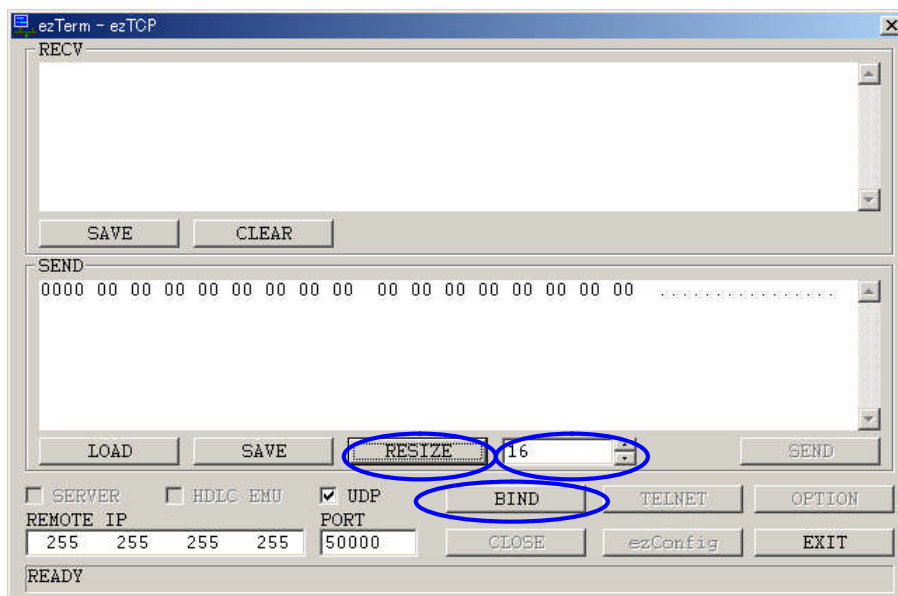 ezTerm - ezTCP
RECV
SAVE CLEAR
SEND
0000 00 00 00 00 00 00 00 00 00 00 00 00 00 00 00 00 ................
LOAD SAVE RESIZE 16 SEND
SERVER HDLC EMU UDP BIND TELNET OPTION
REMOTE IP PORT
255 255 255 255 50000 CLOSE ezConfig EXIT
READY